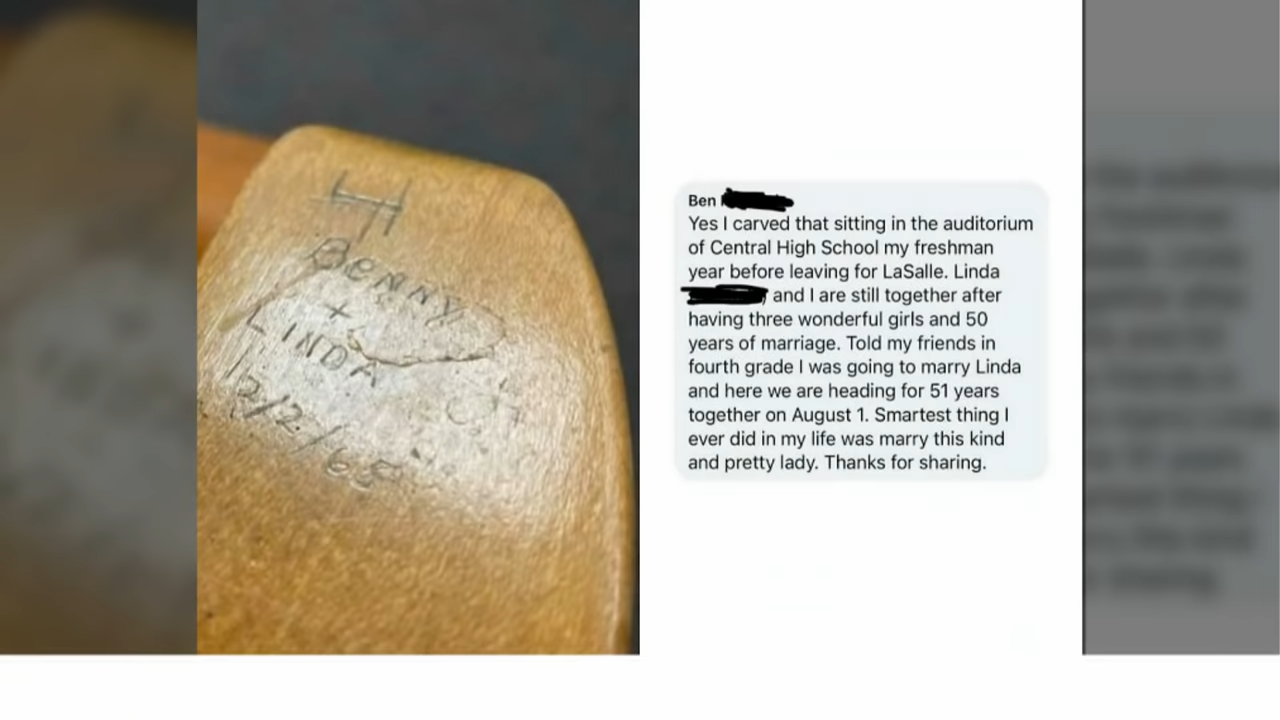 H
BENNY
+
LINDA
12/2/65
Ben
Yes I carved that sitting in the auditorium
of Central High School my freshman
year before leaving for LaSalle. Linda
and I are still together after
having three wonderful girls and 50
years of marriage. Told my friends in
fourth grade I was going to marry Linda
and here we are heading for 51 years
together on August 1. Smartest thing I
ever did in my life was marry this kind
and pretty lady. Thanks for sharing.